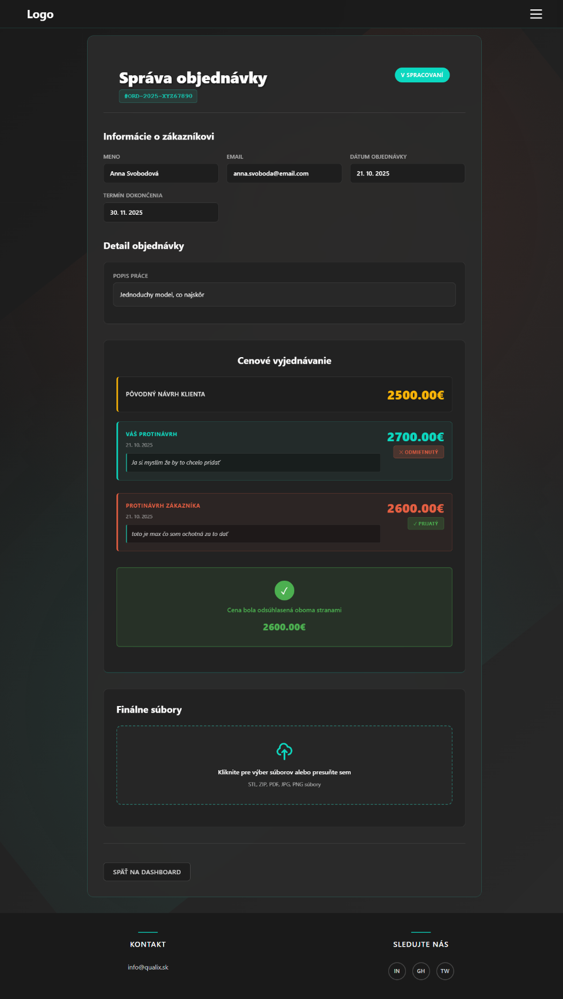 Logo
Správa objednávky
V SPRACOVANÍ
#ORD-2025-XYZ67890
Informácie o zákazníkovi
MENO
EMAIL
DÁTUM OBJEDNÁVKY
Anna Svobodová
anna.svoboda@email.com
21. 10. 2025
TERMÍN DOKONČENIA
30. 11. 2025
Detail objednávky
POPIS PRÁCE
Jednoduchy model, co najskôr
Cenové vyjednávanie
PÔVODNÝ NÁVRH KLIENTA
2500.00€
VÁŠ PROTINÁVRH
2700.00€
21. 10. 2025
✕ ODMIETNUTÝ
Ja si myslím že by to chcelo pridať
PROTINÁVRH ZÁKAZNÍKA
2600.00€
21. 10. 2025
✓ PRIJATÝ
toto je max čo som ochotná za to dať
✓
Cena bola odsúhlasená oboma stranami
2600.00€
Finálne súbory
Kliknite pre výber súborov alebo presuňte sem
STL, ZIP, PDF, JPG, PNG súbory
SPÄŤ NA DASHBOARD
KONTAKT
SLEDUJTE NÁS
info@qualix.sk
IN GH TW